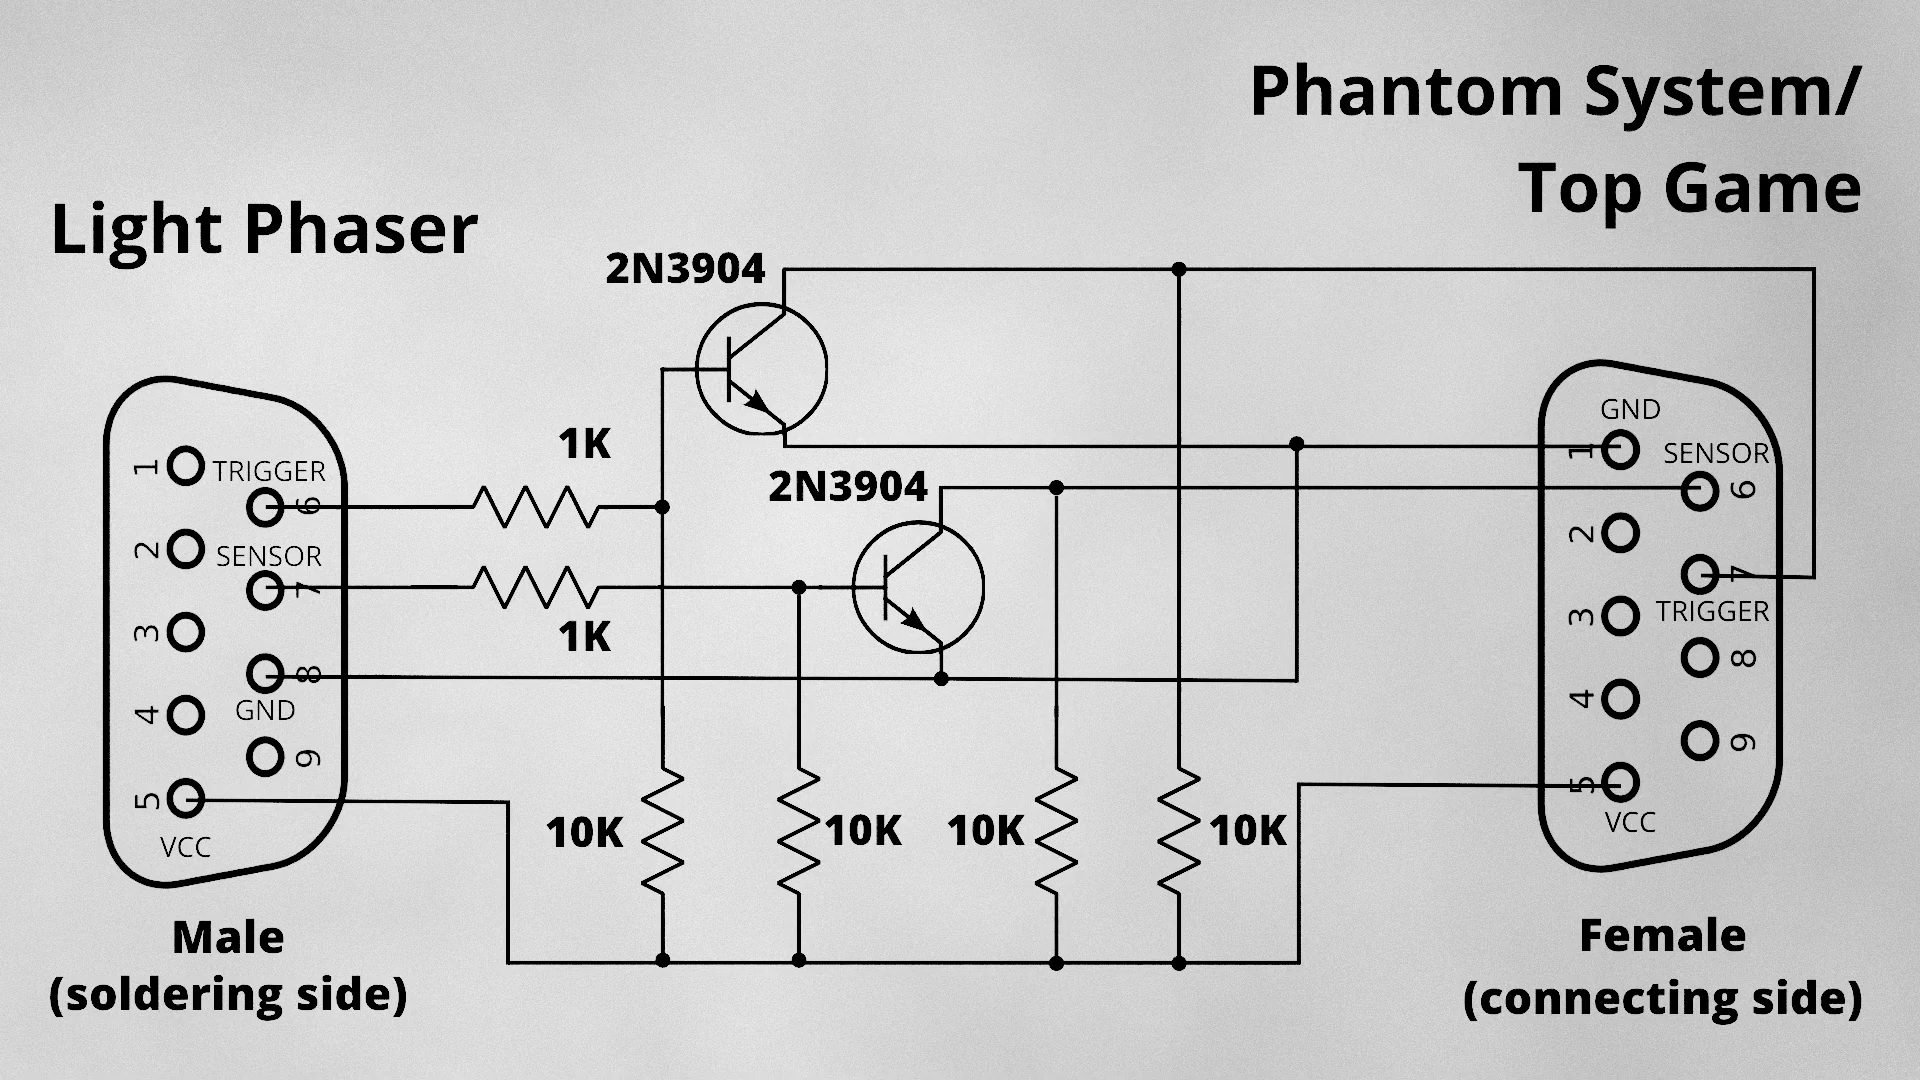 Phantom System/
Top Game
Light Phaser
2N3904
1K
2N3904
1K
10K
10K
10K
10K
1
TRIGGER
6
2
SENSOR
7
3
8
GND
4
9
5
VCC
Male
(soldering side)
GND
1
SENSOR
6
2
7
TRIGGER
3
8
4
9
5
VCC
Female
(connecting side)